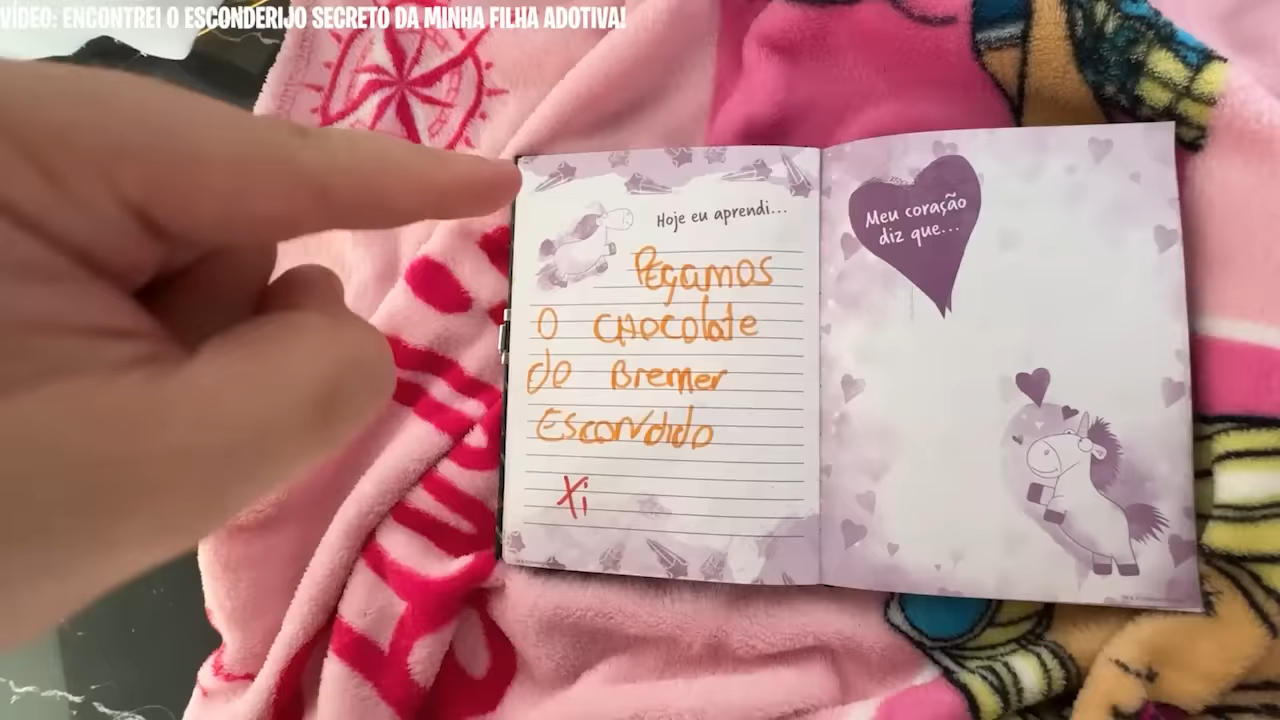 VÍDEO: ENCONTREI O ESCONDERIJO SECRETO DA MINHA FILHA ADOTIVA!
Hoje eu aprendi...
PEGAMOS
O CHOCOLATE
de Bremer
Escondido
Xi
Meu coração
diz que...